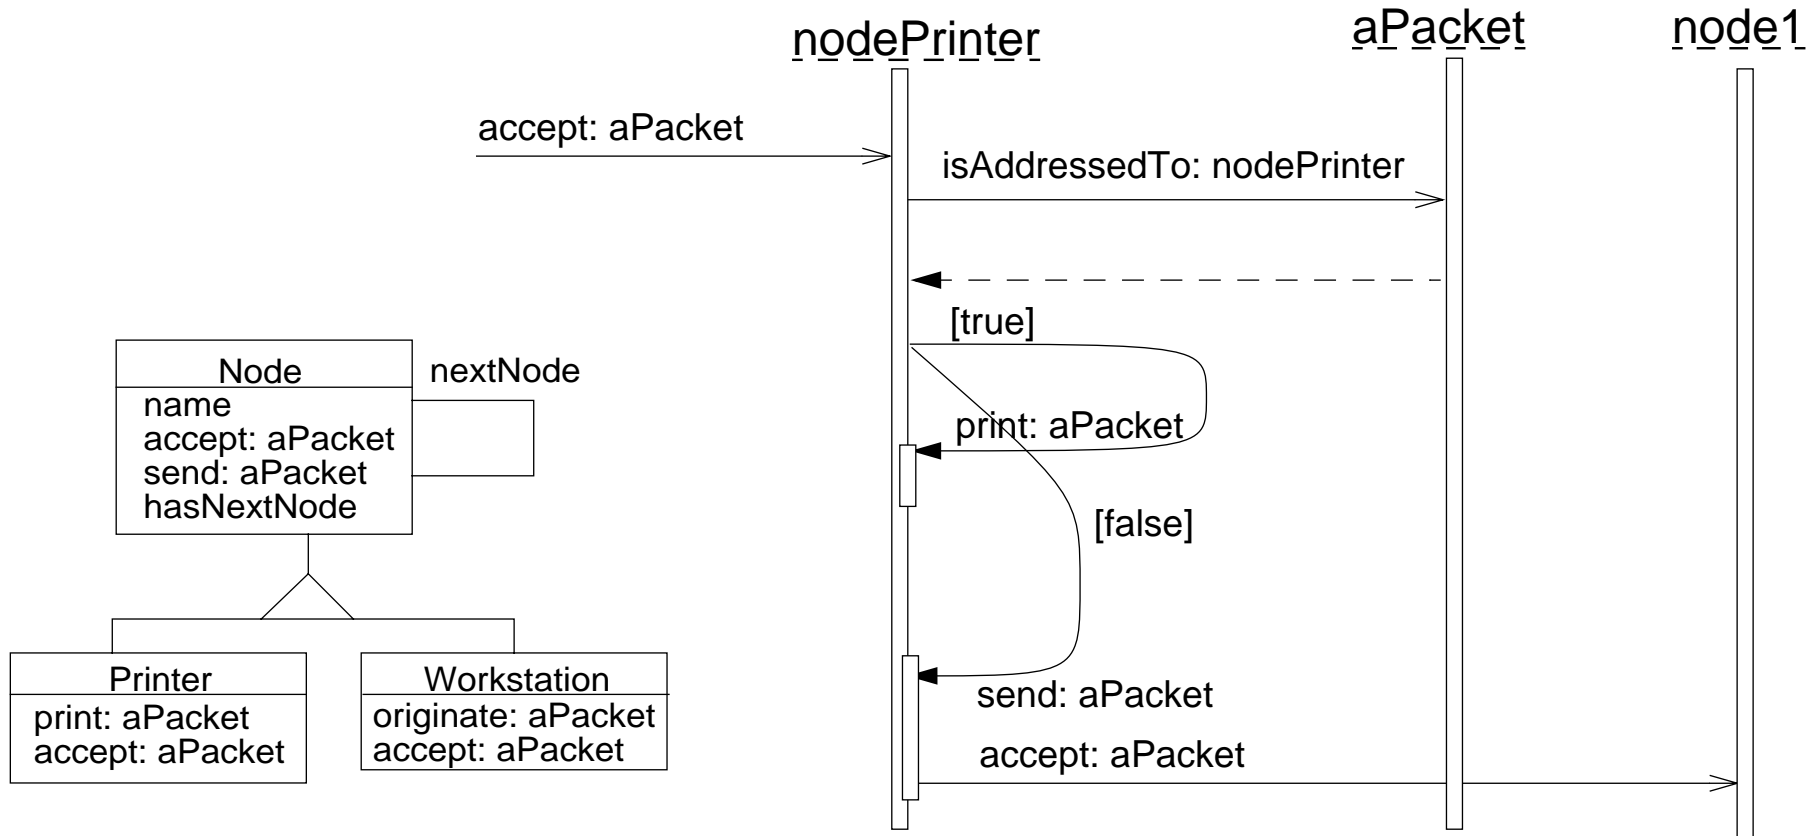 nodePrinter
aPacket
node1
accept: aPacket
isAddressedTo: nodePrinter
[true]
print: aPacket
[false]
send: aPacket
accept: aPacket
Node
nextNode
name
accept: aPacket
send: aPacket
hasNextNode
Printer
print: aPacket
accept: aPacket
Workstation
originate: aPacket
accept: aPacket